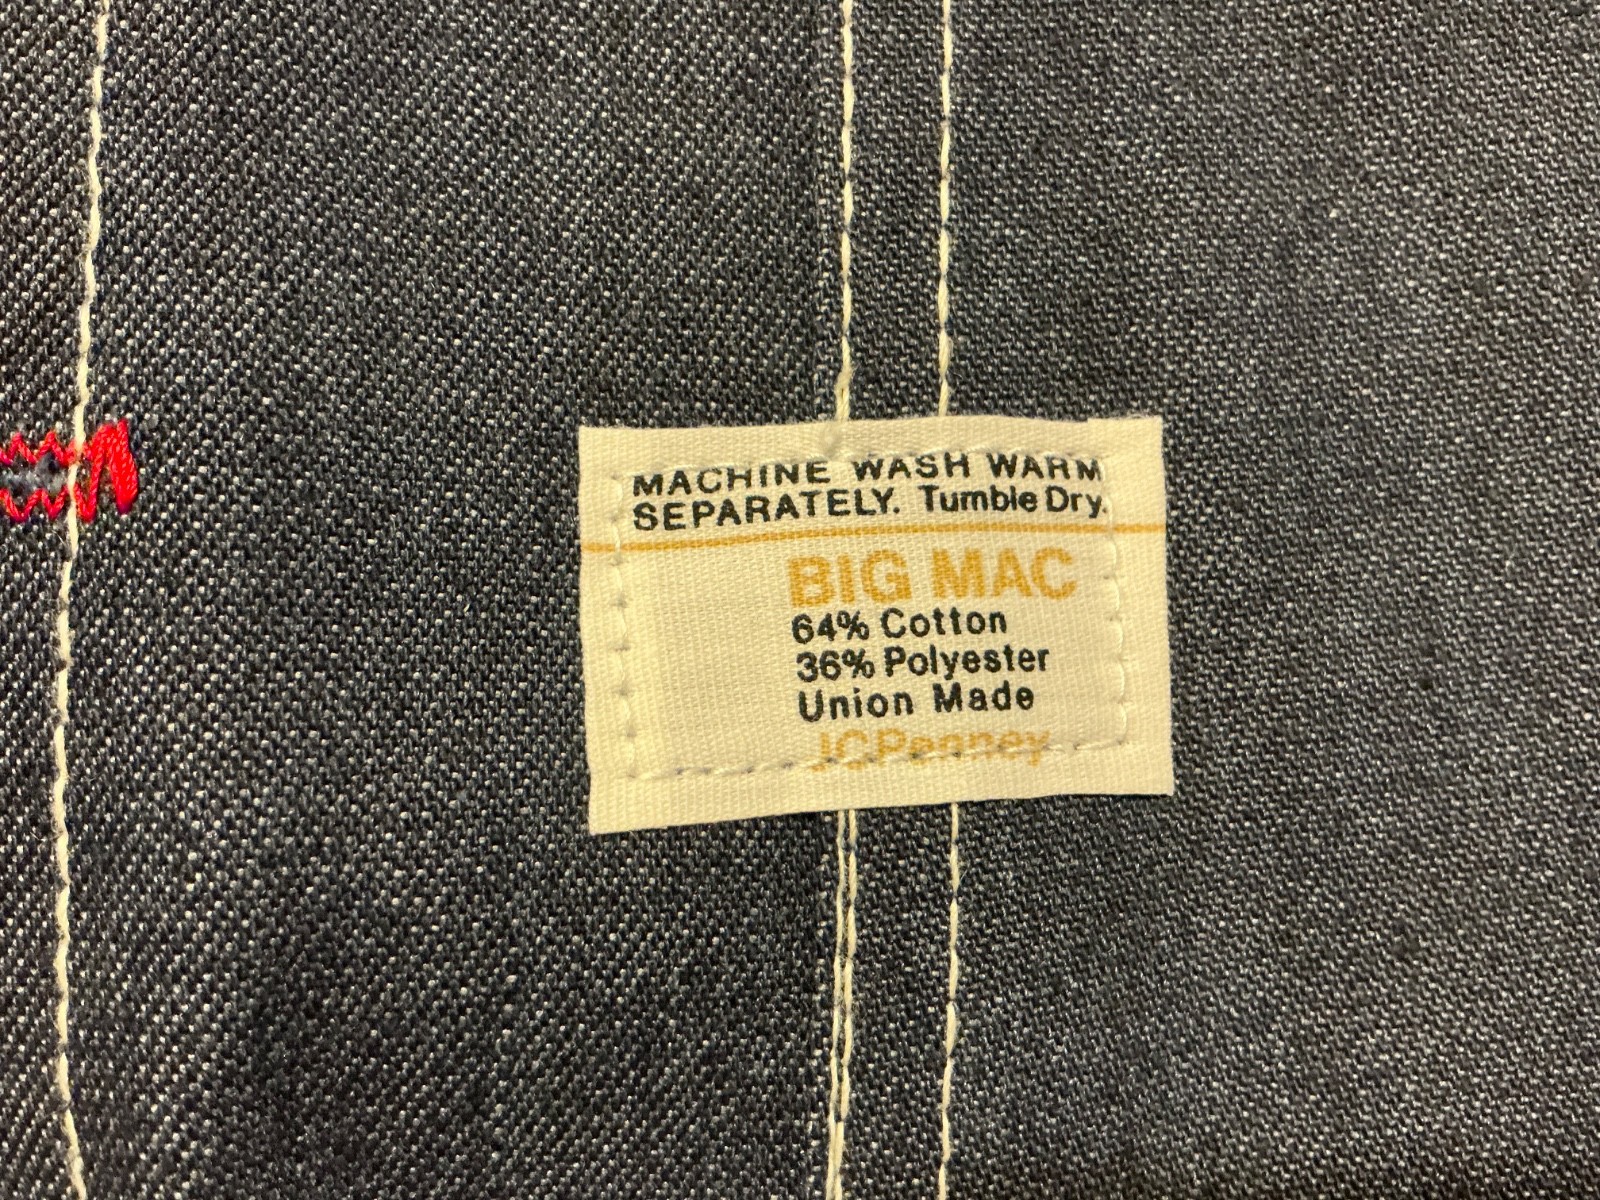 MACHINE WASH WARM
SEPARATELY. Tumble Dry.
BIG MAC
64% Cotton
36% Polyester
Union Made
JCPenney